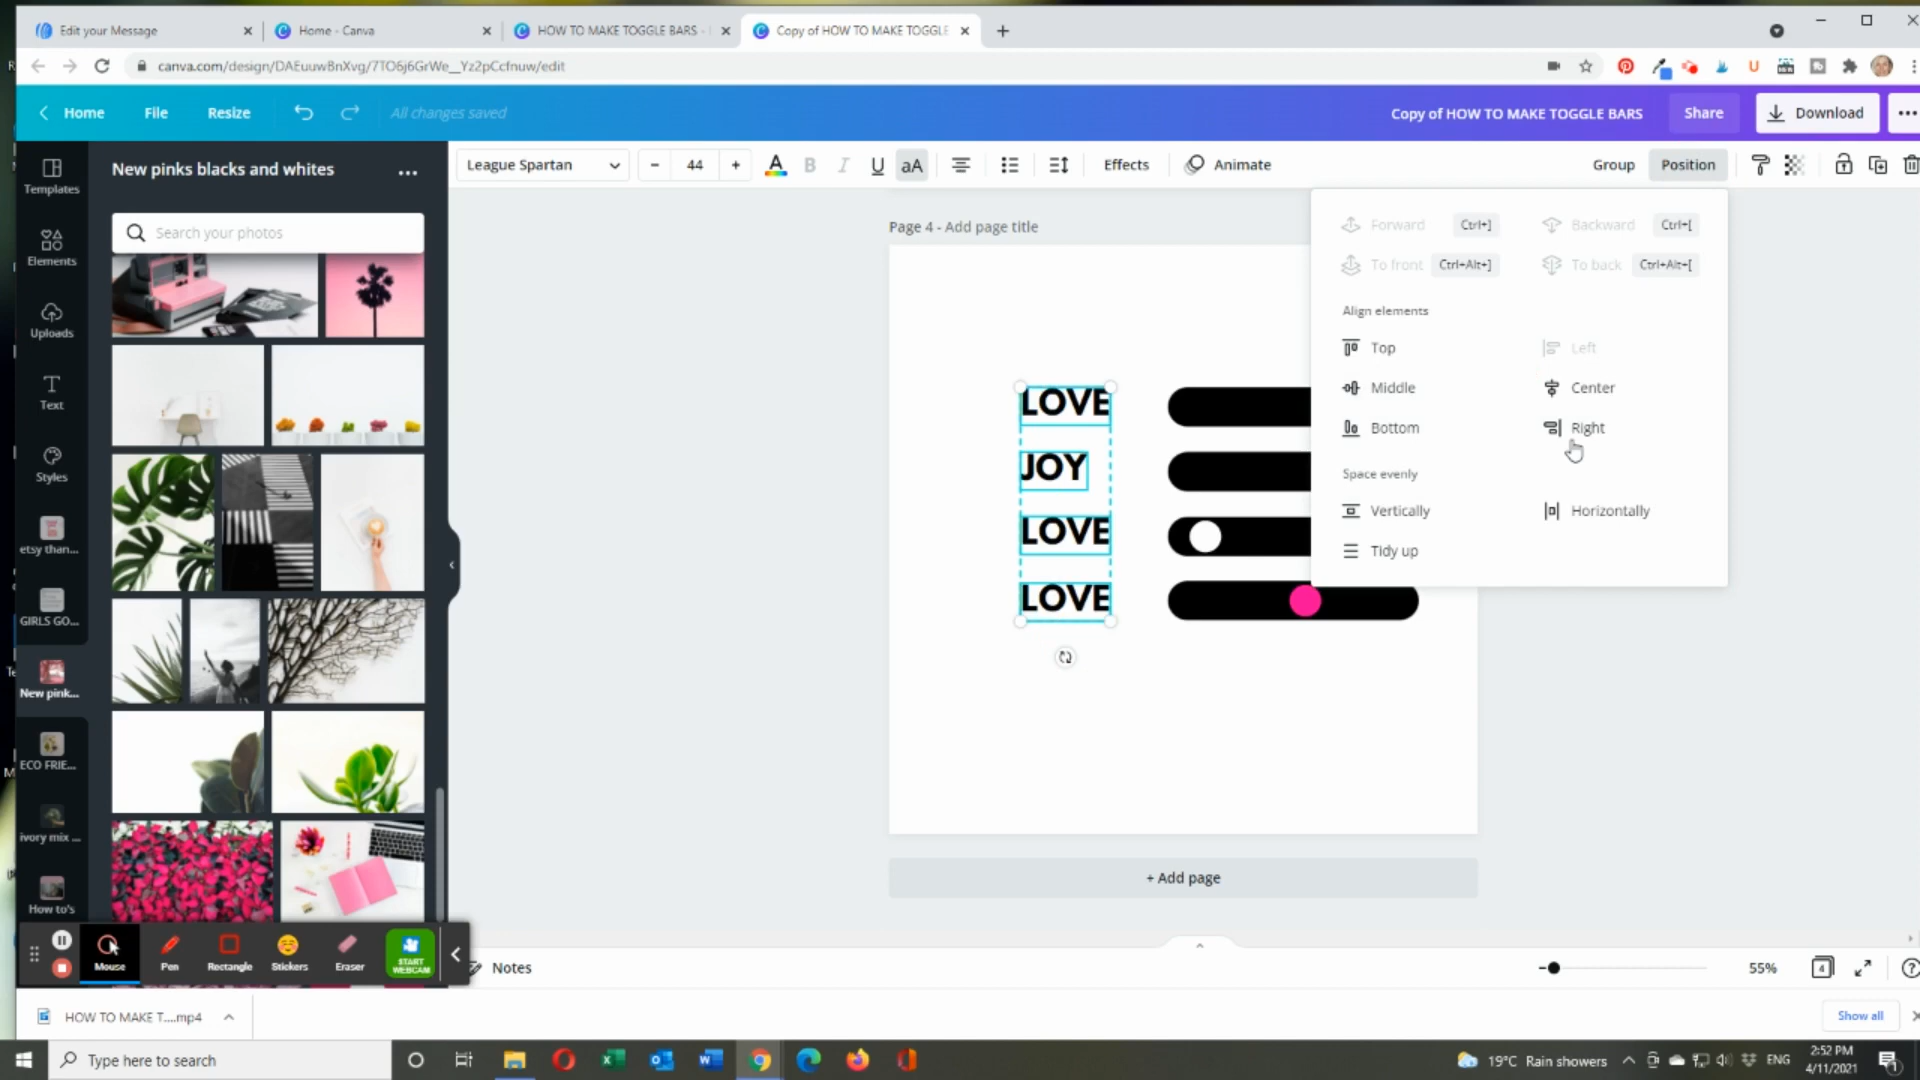 Edit your Message
Home - Canva
HOW TO MAKE TOGGLE BARS -
Copy of HOW TO MAKE TOGGLE
canva.com/design/DAEuuwBnXvg/7TO6j6GrWe__Yz2pCcfnuw/edit
Home
File
Resize
All changes saved
Copy of HOW TO MAKE TOGGLE BARS
Share
Download
Templates
Elements
Uploads
Text
Styles
etsy than...
GIRLS GO...
New pink...
ECO FRIE...
ivory mix ...
How to's
New pinks blacks and whites
Search your photos
League Spartan
- 44 +
A B I U aA
Effects
Animate
Group
Position
Page 4 - Add page title
LOVE
JOY
LOVE
LOVE
Forward Ctrl+]
Backward Ctrl+[
To front Ctrl+Alt+]
To back Ctrl+Alt+[
Align elements
Top
Left
Middle
Center
Bottom
Right
Space evenly
Vertically
Horizontally
Tidy up
+ Add page
Mouse
Pen
Rectangle
Stickers
Eraser
START
WEBCAM
Notes
55%
4
HOW TO MAKE T....mp4
Show all
Type here to search
19°C Rain showers
ENG
2:52 PM
4/11/2021
1